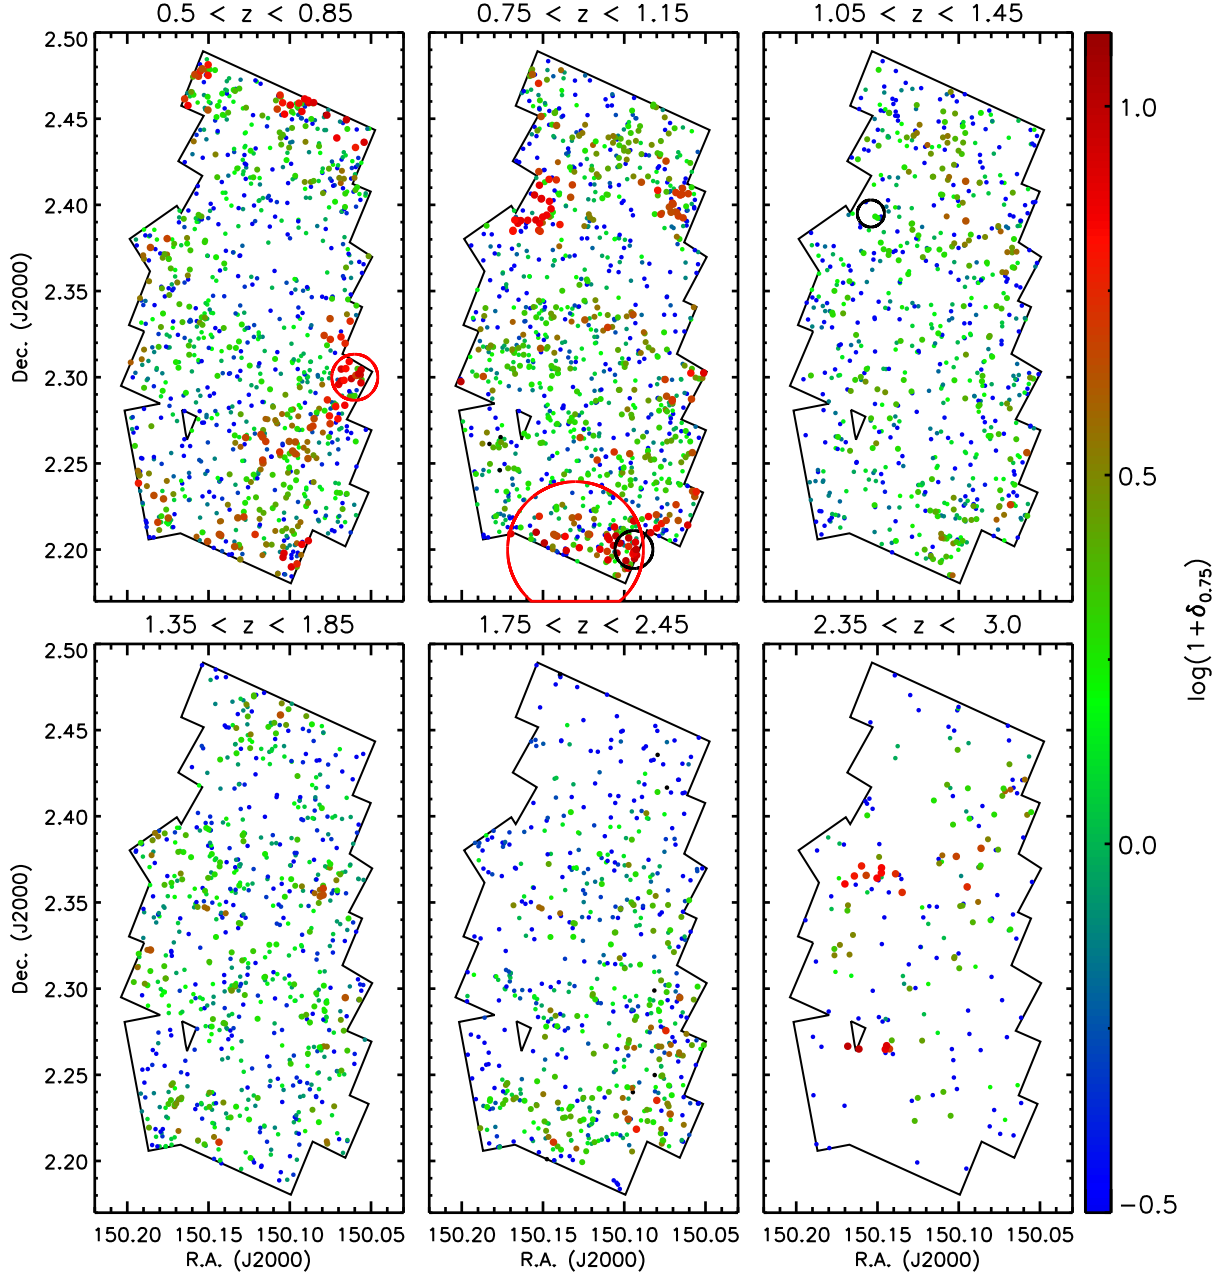 0.5 < z < 0.85
0.75 < z < 1.15
1.05 < z < 1.45
2.50
2.45
2.40
2.35
2.30
2.25
2.20
Dec. (J2000)
1.35 < z < 1.85
1.75 < z < 2.45
2.35 < z < 3.0
2.50
2.45
2.40
2.35
2.30
2.25
2.20
Dec. (J2000)
150.20 150.15 150.10 150.05
150.20 150.15 150.10 150.05
150.20 150.15 150.10 150.05
R.A. (J2000)
R.A. (J2000)
R.A. (J2000)
1.0
0.5
0.0
−0.5
log(1+δ0.75)